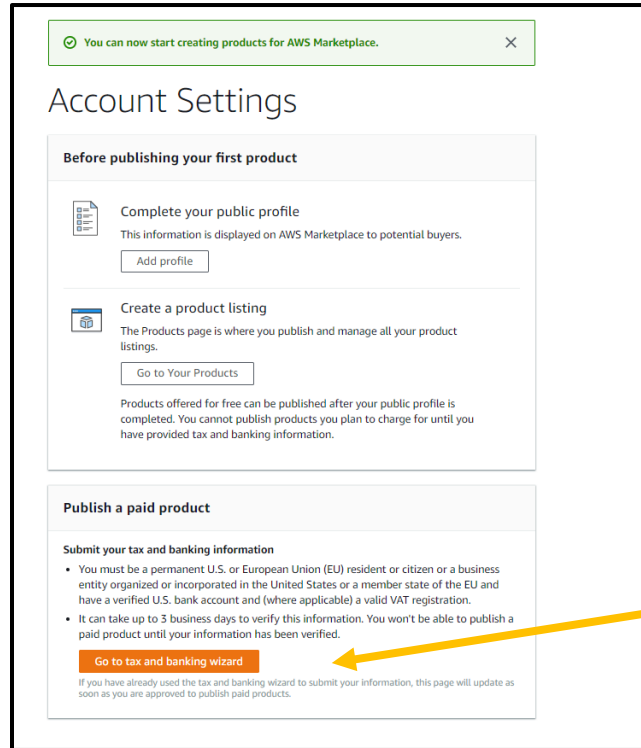 You can now start creating products for AWS Marketplace.
Account Settings
Before publishing your first product
Complete your public profile
This information is displayed on AWS Marketplace to potential buyers.
Add profile
Create a product listing
The Products page is where you publish and manage all your product
listings.
Go to Your Products
Products offered for free can be published after your public profile is
completed. You cannot publish products you plan to charge for until you
have provided tax and banking information.
Publish a paid product
Submit your tax and banking information
• You must be a permanent U.S. or European Union (EU) resident or citizen or a business
entity organized or incorporated in the United States or a member state of the EU and
have a verified U.S. bank account and (where applicable) a valid VAT registration.
• It can take up to 3 business days to verify this information. You won't be able to publish a
paid product until your information has been verified.
Go to tax and banking wizard
If you have already used the tax and banking wizard to submit your information, this page will update as
soon as you are approved to publish paid products.